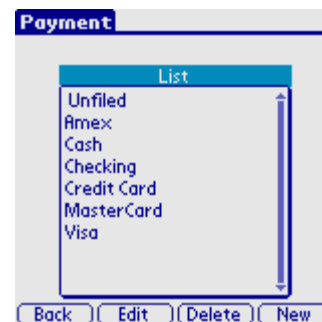 Payment
List
Unfiled
Amex
Cash
Checking
Credit Card
MasterCard
Visa
Back Edit Delete New